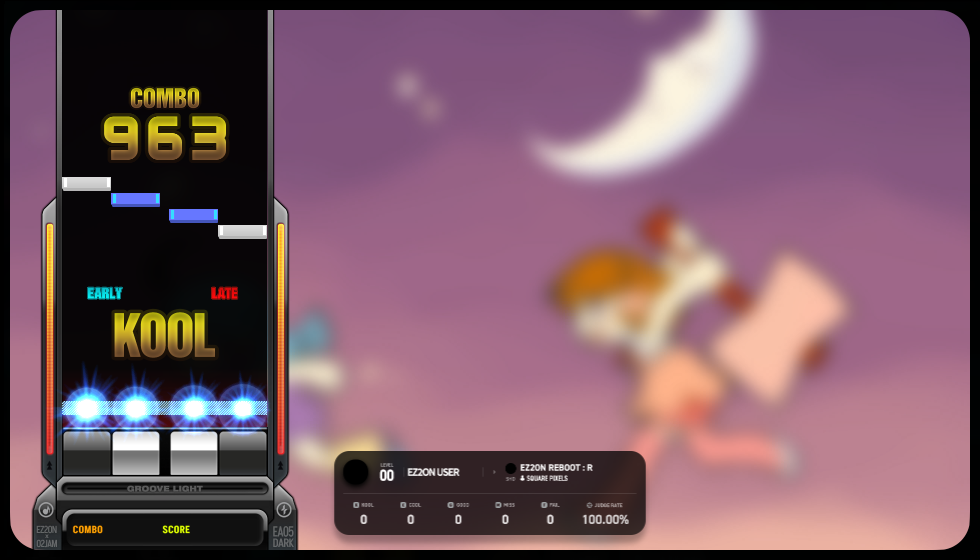 COMBO
963
EARLY LATE
KOOL
GROOVE LIGHT
EZ2ON
x
O2JAM
COMBO SCORE
EA05
DARK
LEVEL
00
EZ2ON USER
EZ2ON REBOOT : R
SQUARE PIXELS
KOOL COOL GOOD MISS FAIL JUDGE RATE
0 0 0 0 0 100.00%